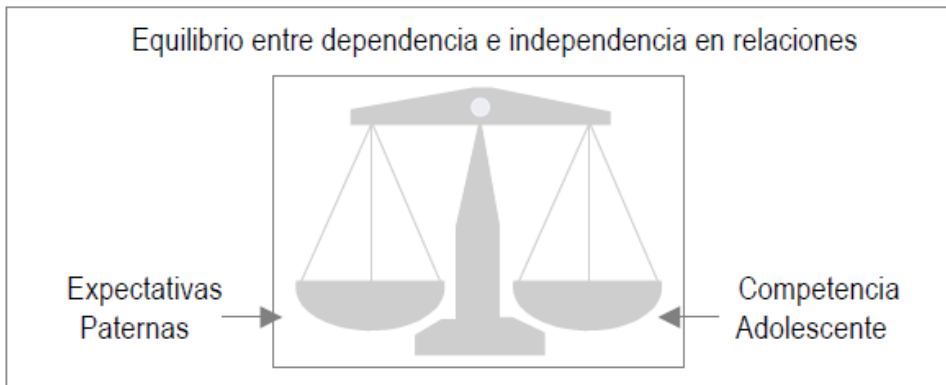 Equilibrio entre dependencia e independencia en relaciones
Expectativas
Paternas
Competencia
Adolescente